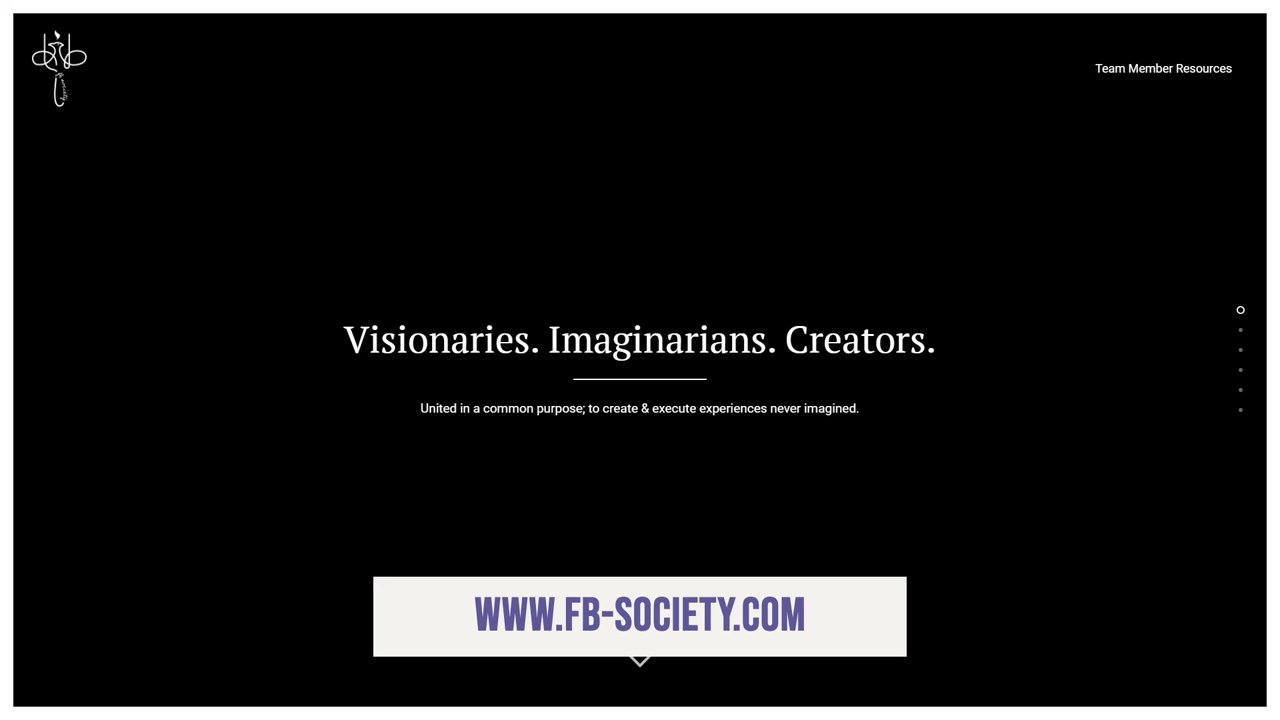 Team Member Resources
Visionaries. Imaginarians. Creators.
United in a common purpose; to create & execute experiences never imagined.
WWW.FB-SOCIETY.COM